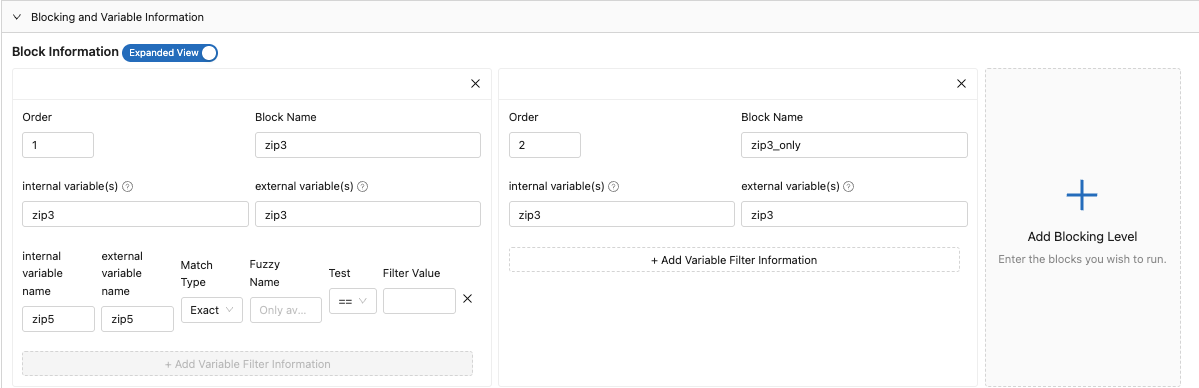 Blocking and Variable Information
Block Information Expanded View
Order Block Name
1 zip3
internal variable(s) ? external variable(s) ?
zip3 zip3
internal variable name external variable name Match Type Fuzzy Name Test Filter Value
zip5 zip5 Exact Only av... ==
+ Add Variable Filter Information
Order Block Name
2 zip3_only
internal variable(s) ? external variable(s) ?
zip3 zip3
+ Add Variable Filter Information
Add Blocking Level
Enter the blocks you wish to run.